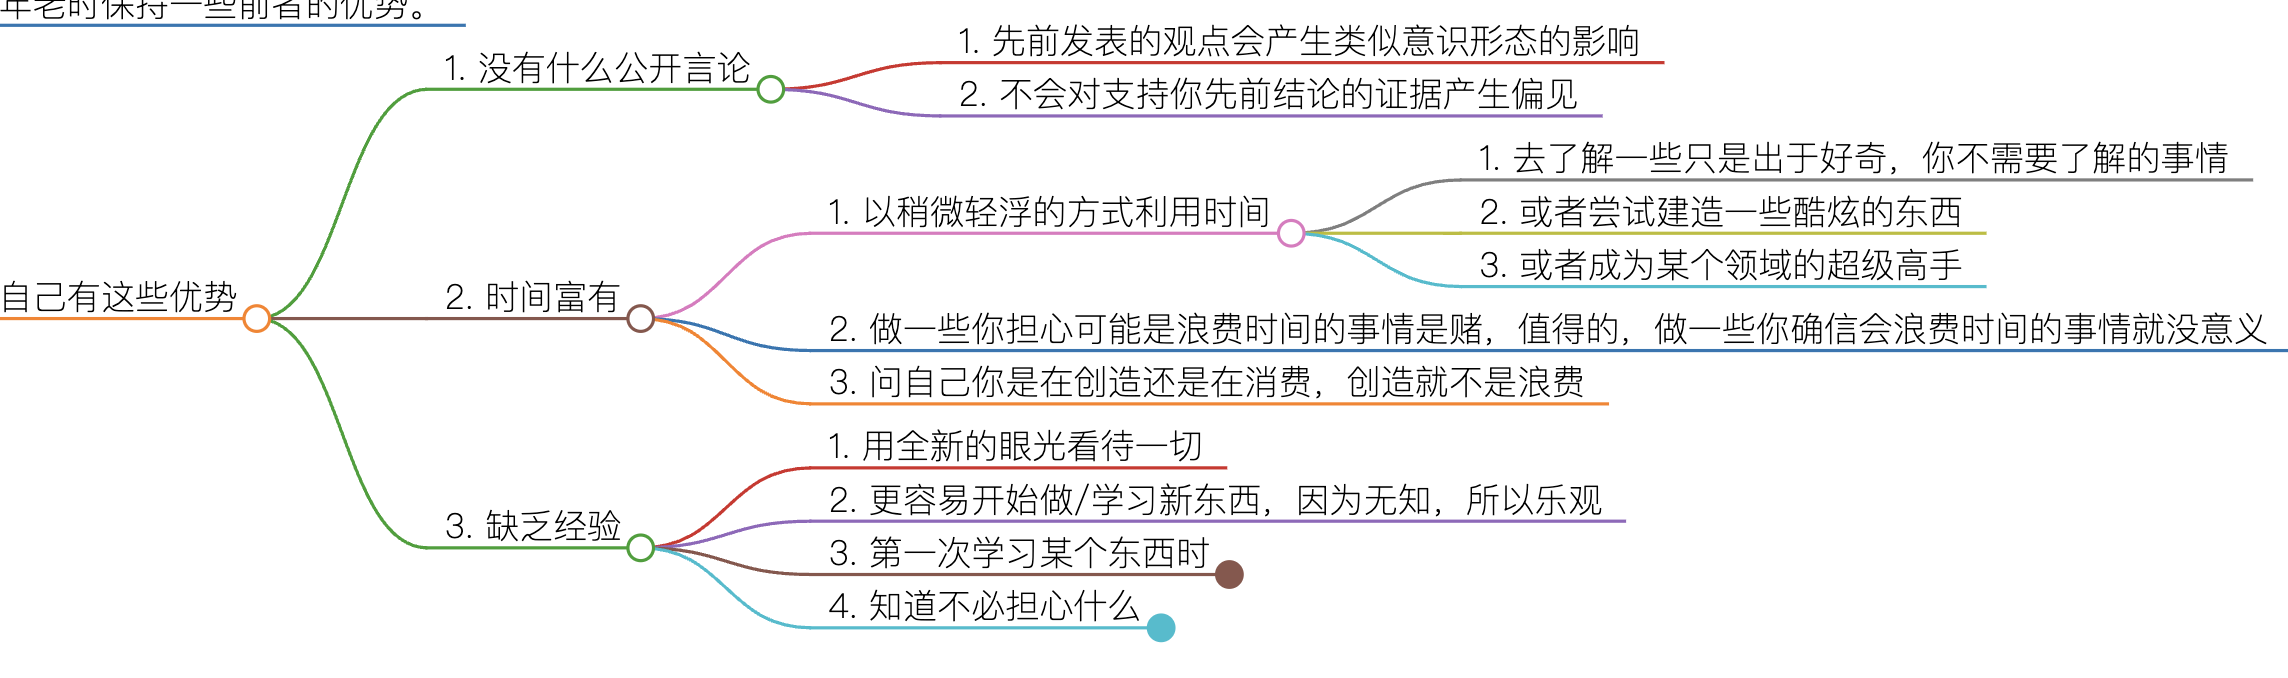 年老时保持一些前者的优势。
1. 没有什么公开言论
1. 先前发表的观点会产生类似意识形态的影响
2. 不会对支持你先前结论的证据产生偏见
自己有这些优势
2. 时间富有
1. 以稍微轻浮的方式利用时间
1. 去了解一些只是出于好奇，你不需要了解的事情
2. 或者尝试建造一些酷炫的东西
3. 或者成为某个领域的超级高手
2. 做一些你担心可能是浪费时间的事情是赌，值得的，做一些你确信会浪费时间的事情就没意义
3. 问自己你是在创造还是在消费，创造就不是浪费
3. 缺乏经验
1. 用全新的眼光看待一切
2. 更容易开始做/学习新东西，因为无知，所以乐观
3. 第一次学习某个东西时
4. 知道不必担心什么